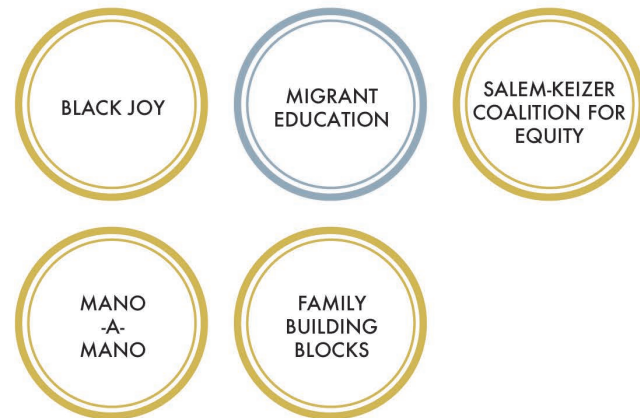 BLACK JOY
MIGRANT
EDUCATION
SALEM-KEIZER
COALITION FOR
EQUITY
MANO
-A-
MANO
FAMILY
BUILDING
BLOCKS